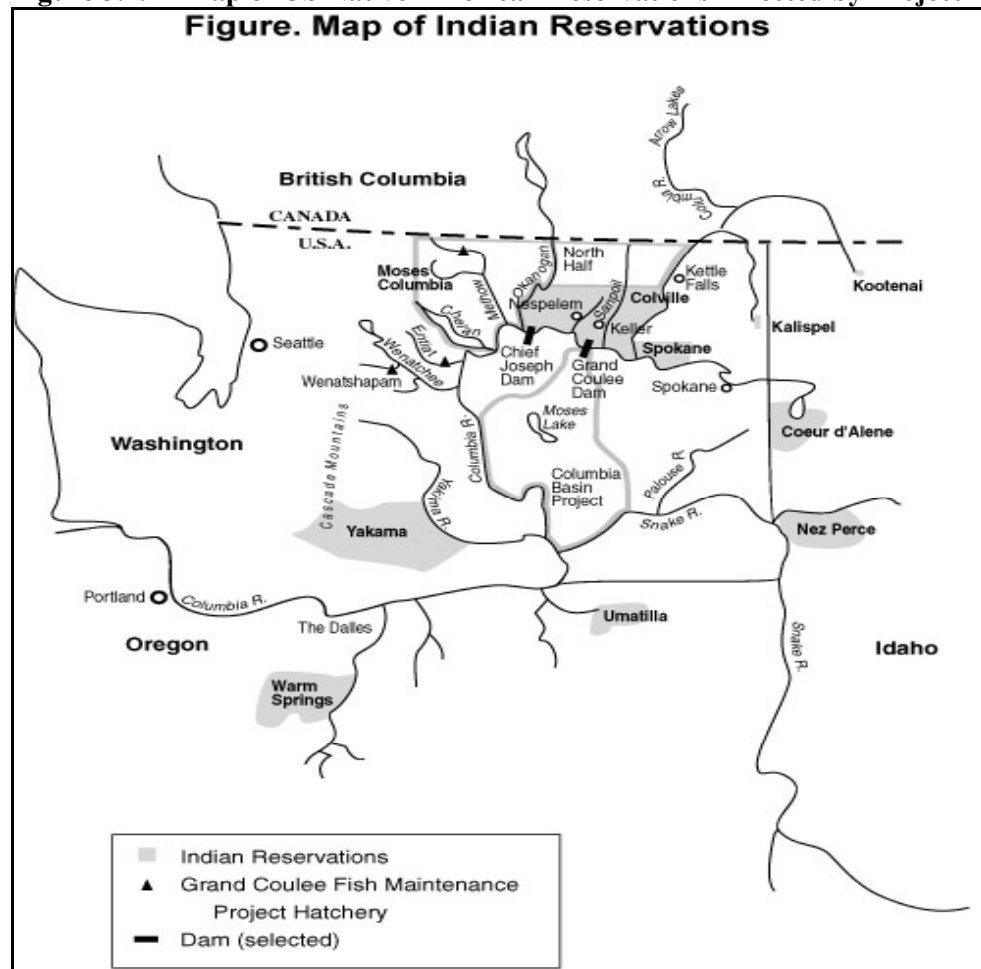 Figure. Map of Indian Reservations
Arrow Lakes
British Columbia
Columbia R.
CANADA
U.S.A.
North
Half
Okanogan
Moses
Columbia
Methow
Kettle
Falls
Kootenai
Nespelem
Sanpoil
Colville
Chelan
Keller
Kalispel
Seattle
Entiat
Wenatchee
Spokane
Chief
Joseph
Dam
Grand
Coulee
Dam
Wenatshapam
Spokane
Moses
Lake
Coeur d'Alene
Washington
Cascade Mountains
Columbia R.
Columbia
Basin
Project
Palouse R.
Yakima R.
Snake R.
Yakama
Nez Perce
Portland
Columbia R.
The Dalles
Umatilla
Oregon
Snake R.
Idaho
Warm
Springs
Indian Reservations
Grand Coulee Fish Maintenance
Project Hatchery
Dam (selected)